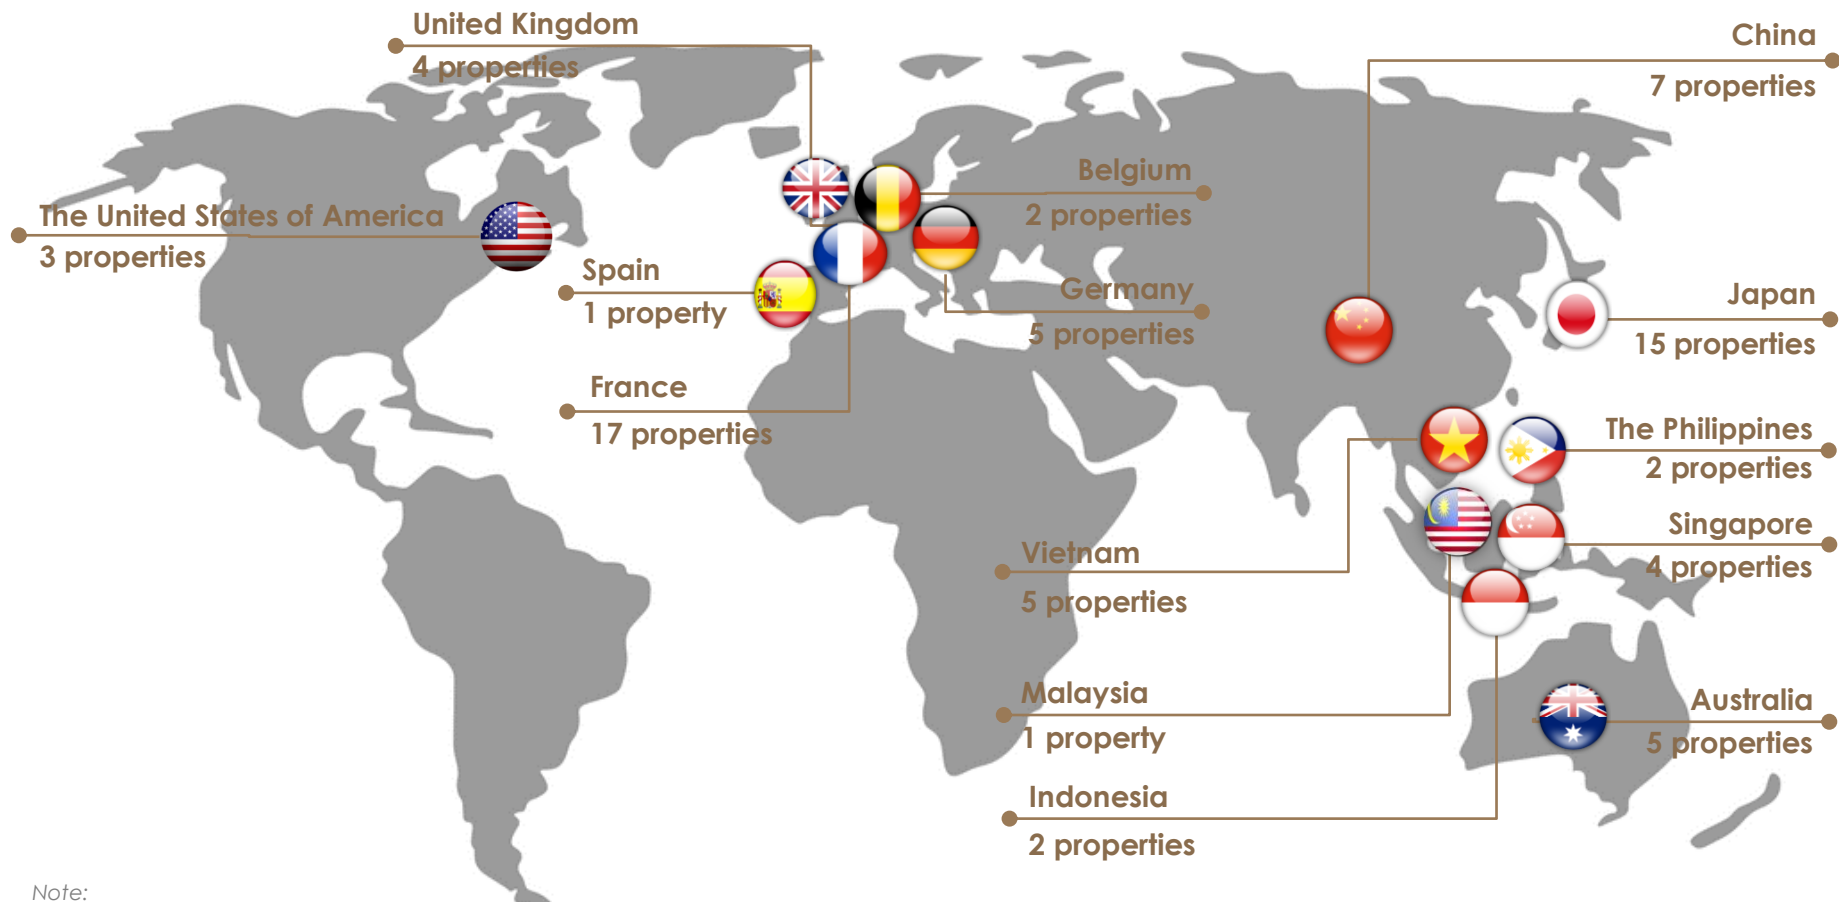 United Kingdom
4 properties
China
7 properties
Belgium
2 properties
The United States of America
3 properties
Spain
1 property
Germany
5 properties
Japan
15 properties
France
17 properties
The Philippines
2 properties
Singapore
4 properties
Vietnam
5 properties
Malaysia
1 property
Australia
5 properties
Indonesia
2 properties
Note: